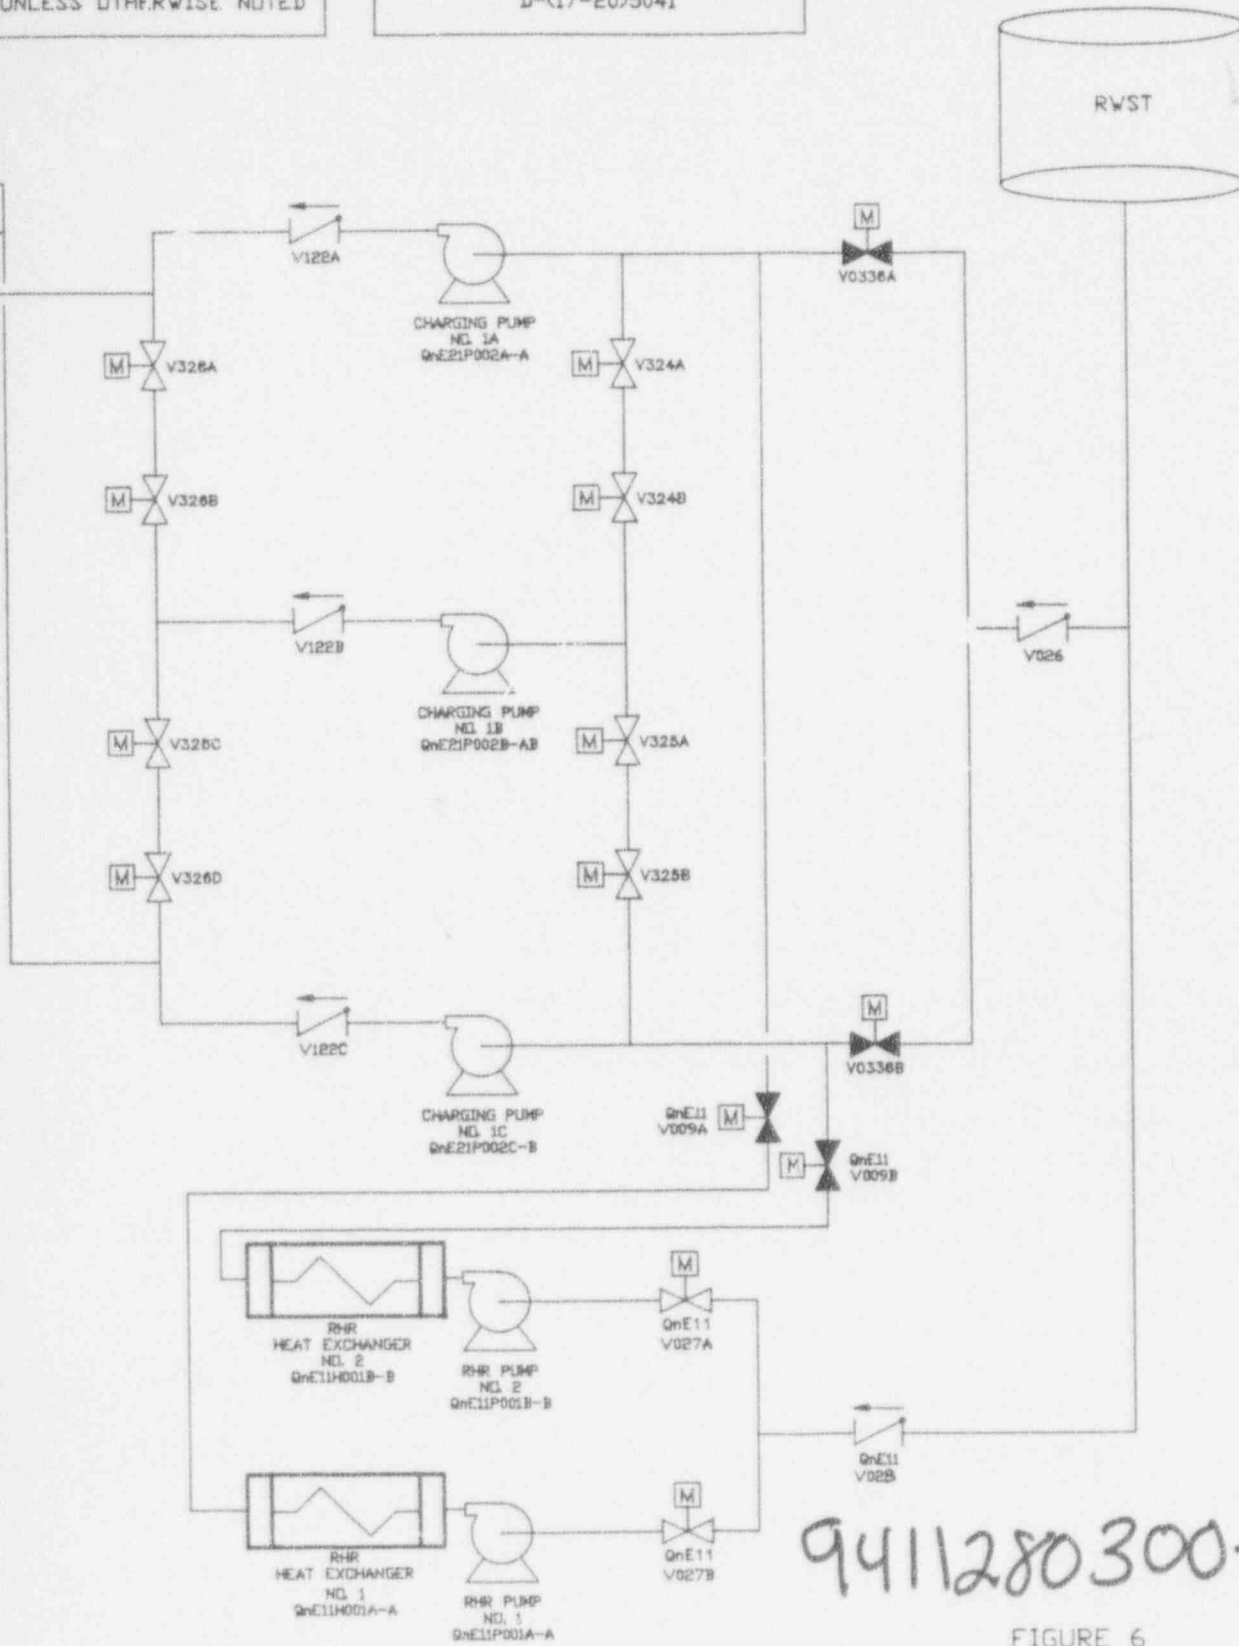 UNLESS OTHERWISE NOTED
RWST
M
V0336A
V122A
CHARGING PUMP
NO. 1A
QnE21P002A-A
M
V326A
M
V324A
M
V326B
M
V324B
V122B
CHARGING PUMP
NO. 1B
QnE21P002B-AB
V026
M
V326C
M
V325A
M
V326D
M
V325B
V122C
CHARGING PUMP
NO. 1C
QnE21P002C-B
M
V0336B
QnE11
V009A
M
M
QnE11
V009B
RHR
HEAT EXCHANGER
NO. 2
QnE11H001B-B
RHR PUMP
NO. 2
QnE11P001B-B
M
QnE11
V027A
QnE11
V028
RHR
HEAT EXCHANGER
NO. 1
QnE11H001A-A
RHR PUMP
NO. 1
QnE11P001A-A
M
QnE11
V027B
9411280300
FIGURE 6